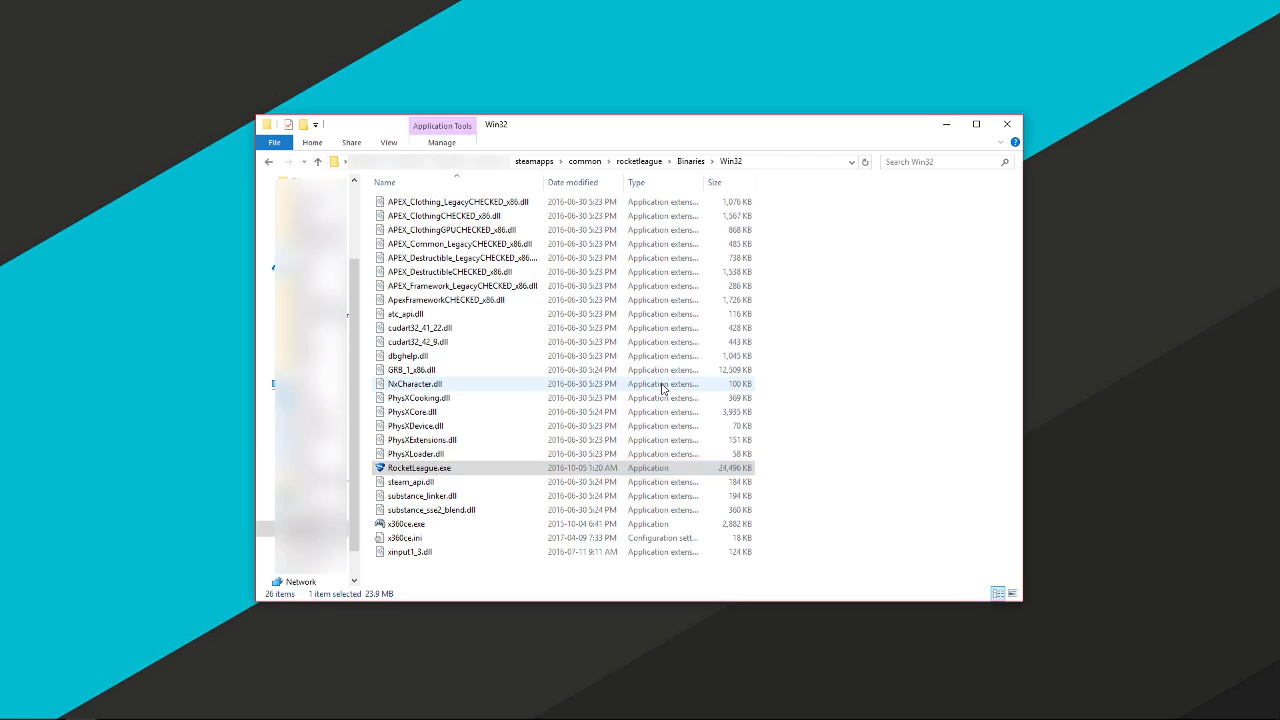 Application Tools Win32
File Home Share View Manage
steamapps common rocketleague Binaries Win32 Search Win32
Name Date modified Type Size
APEX_Clothing_LegacyCHECKED_x86.dll 2016-06-30 5:23 PM Application extens... 1,076 KB
APEX_ClothingCHECKED_x86.dll 2016-06-30 5:23 PM Application extens... 1,567 KB
APEX_ClothingGPUCHECKED_x86.dll 2016-06-30 5:23 PM Application extens... 868 KB
APEX_Common_LegacyCHECKED_x86.dll 2016-06-30 5:23 PM Application extens... 485 KB
APEX_Destructible_LegacyCHECKED_x86.... 2016-06-30 5:23 PM Application extens... 738 KB
APEX_DestructibleCHECKED_x86.dll 2016-06-30 5:23 PM Application extens... 1,538 KB
APEX_Framework_LegacyCHECKED_x86.dll 2016-06-30 5:23 PM Application extens... 286 KB
ApexFrameworkCHECKED_x86.dll 2016-06-30 5:23 PM Application extens... 1,726 KB
atc_api.dll 2016-06-30 5:23 PM Application extens... 116 KB
cudart32_41_22.dll 2016-06-30 5:23 PM Application extens... 428 KB
cudart32_42_9.dll 2016-06-30 5:23 PM Application extens... 443 KB
dbghelp.dll 2016-06-30 5:23 PM Application extens... 1,045 KB
GRB_1_x86.dll 2016-06-30 5:23 PM Application extens... 12,509 KB
NxCharacter.dll 2016-06-30 5:23 PM Application extens... 100 KB
PhysXCooking.dll 2016-06-30 5:23 PM Application extens... 369 KB
PhysXCore.dll 2016-06-30 5:24 PM Application extens... 3,935 KB
PhysXDevice.dll 2016-06-30 5:23 PM Application extens... 70 KB
PhysXExtensions.dll 2016-06-30 5:23 PM Application extens... 151 KB
PhysXLoader.dll 2016-06-30 5:23 PM Application extens... 58 KB
RocketLeague.exe 2016-10-05 1:20 AM Application 24,496 KB
steam_api.dll 2016-06-30 5:24 PM Application extens... 184 KB
substance_linker.dll 2016-06-30 5:24 PM Application extens... 194 KB
substance_sse2_blend.dll 2016-06-30 5:24 PM Application extens... 360 KB
x360ce.exe 2015-10-04 6:41 PM Application 2,882 KB
x360ce.ini 2017-04-09 7:33 PM Configuration sett... 18 KB
xinput1_3.dll 2016-07-11 9:11 AM Application extens... 124 KB
Network
26 items 1 item selected 23.9 MB